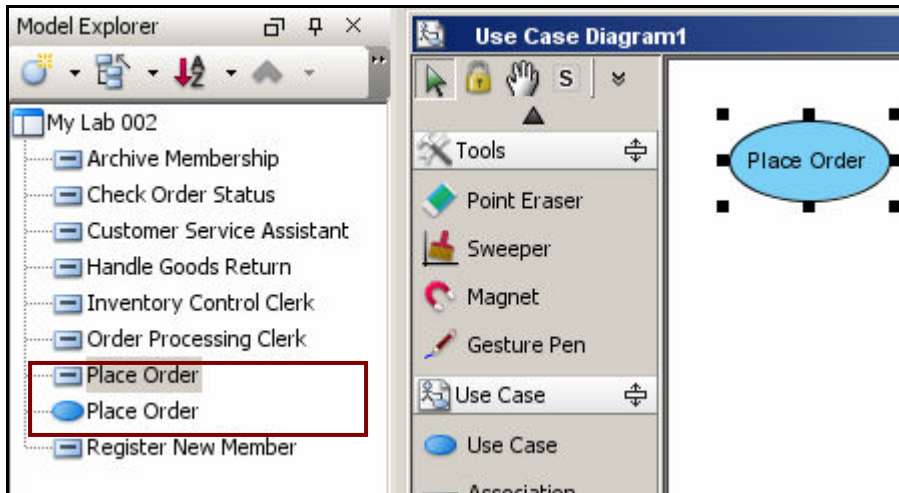 Model Explorer
My Lab 002
Archive Membership
Check Order Status
Customer Service Assistant
Handle Goods Return
Inventory Control Clerk
Order Processing Clerk
Place Order
Place Order
Register New Member
Use Case Diagram1
S
Tools
Point Eraser
Sweeper
Magnet
Gesture Pen
Use Case
Use Case
Association
Place Order